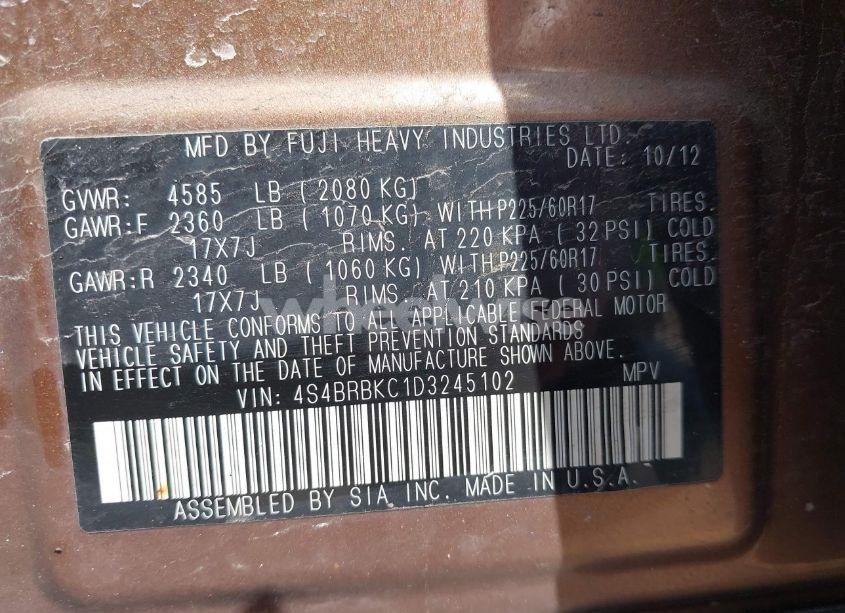 MFD BY FUJI HEAVY INDUSTRIES LTD.
DATE: 10/12
GVWR: 4585 LB ( 2080 KG)
GAWR:F 2360 LB ( 1070 KG) WITH P225/60R17 TIRES.
17X7J RIMS. AT 220 KPA ( 32 PSI) COLD
GAWR:R 2340 LB ( 1060 KG) WITH P225/60R17 TIRES.
17X7J RIMS. AT 210 KPA ( 30 PSI) COLD
THIS VEHICLE CONFORMS TO ALL APPLICABLE FEDERAL MOTOR
VEHICLE SAFETY AND THEFT PREVENTION STANDARDS
IN EFFECT ON THE DATE OF MANUFACTURE SHOWN ABOVE.
VIN: 4S4BRBKC1D3245102 MPV
ASSEMBLED BY SIA, INC. MADE IN U.S.A.
wheelwise